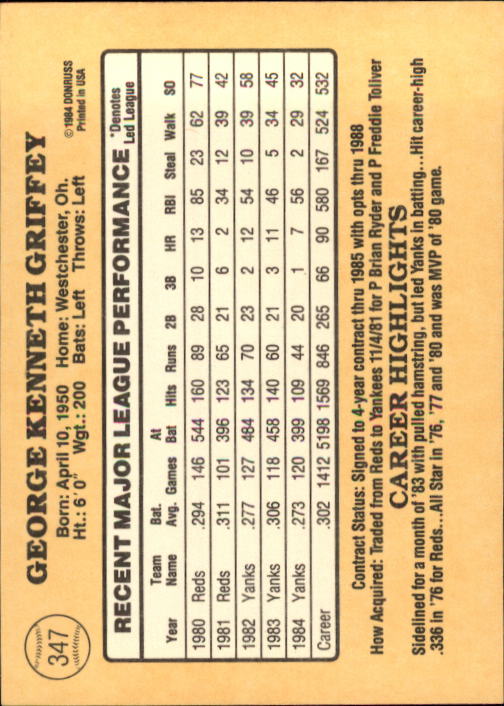 347
GEORGE KENNETH GRIFFEY
Born: April 10, 1950 Home: Westchester, Oh.
Ht.: 6' 0" Wgt.: 200 Bats: Left Throws: Left
© 1984 DONRUSS
Printed in USA
RECENT MAJOR LEAGUE PERFORMANCE *Denotes Led League
Year Team Name Bat. Avg. Games At Bat Hits Runs 2B 3B HR RBI Steal Walk SO
1980 Reds .294 146 544 160 89 28 10 13 85 23 62 77
1981 Reds .311 101 396 123 65 21 6 2 34 12 39 42
1982 Yanks .277 127 484 134 70 23 2 12 54 10 39 58
1983 Yanks .306 118 458 140 60 21 3 11 46 5 34 45
1984 Yanks .273 120 399 109 44 20 1 7 56 2 29 32
Career .302 1412 5198 1569 846 265 66 90 580 167 524 532
Contract Status: Signed to 4-year contract thru 1985 with opts thru 1988
How Acquired: Traded from Reds to Yankees 11/4/81 for P Brian Ryder and P Freddie Toliver
CAREER HIGHLIGHTS
Sidelined for a month of '83 with pulled hamstring, but led Yanks in batting...Hit career-high
.336 in '76 for Reds...All Star in '76, '77 and '80 and was MVP of '80 game.